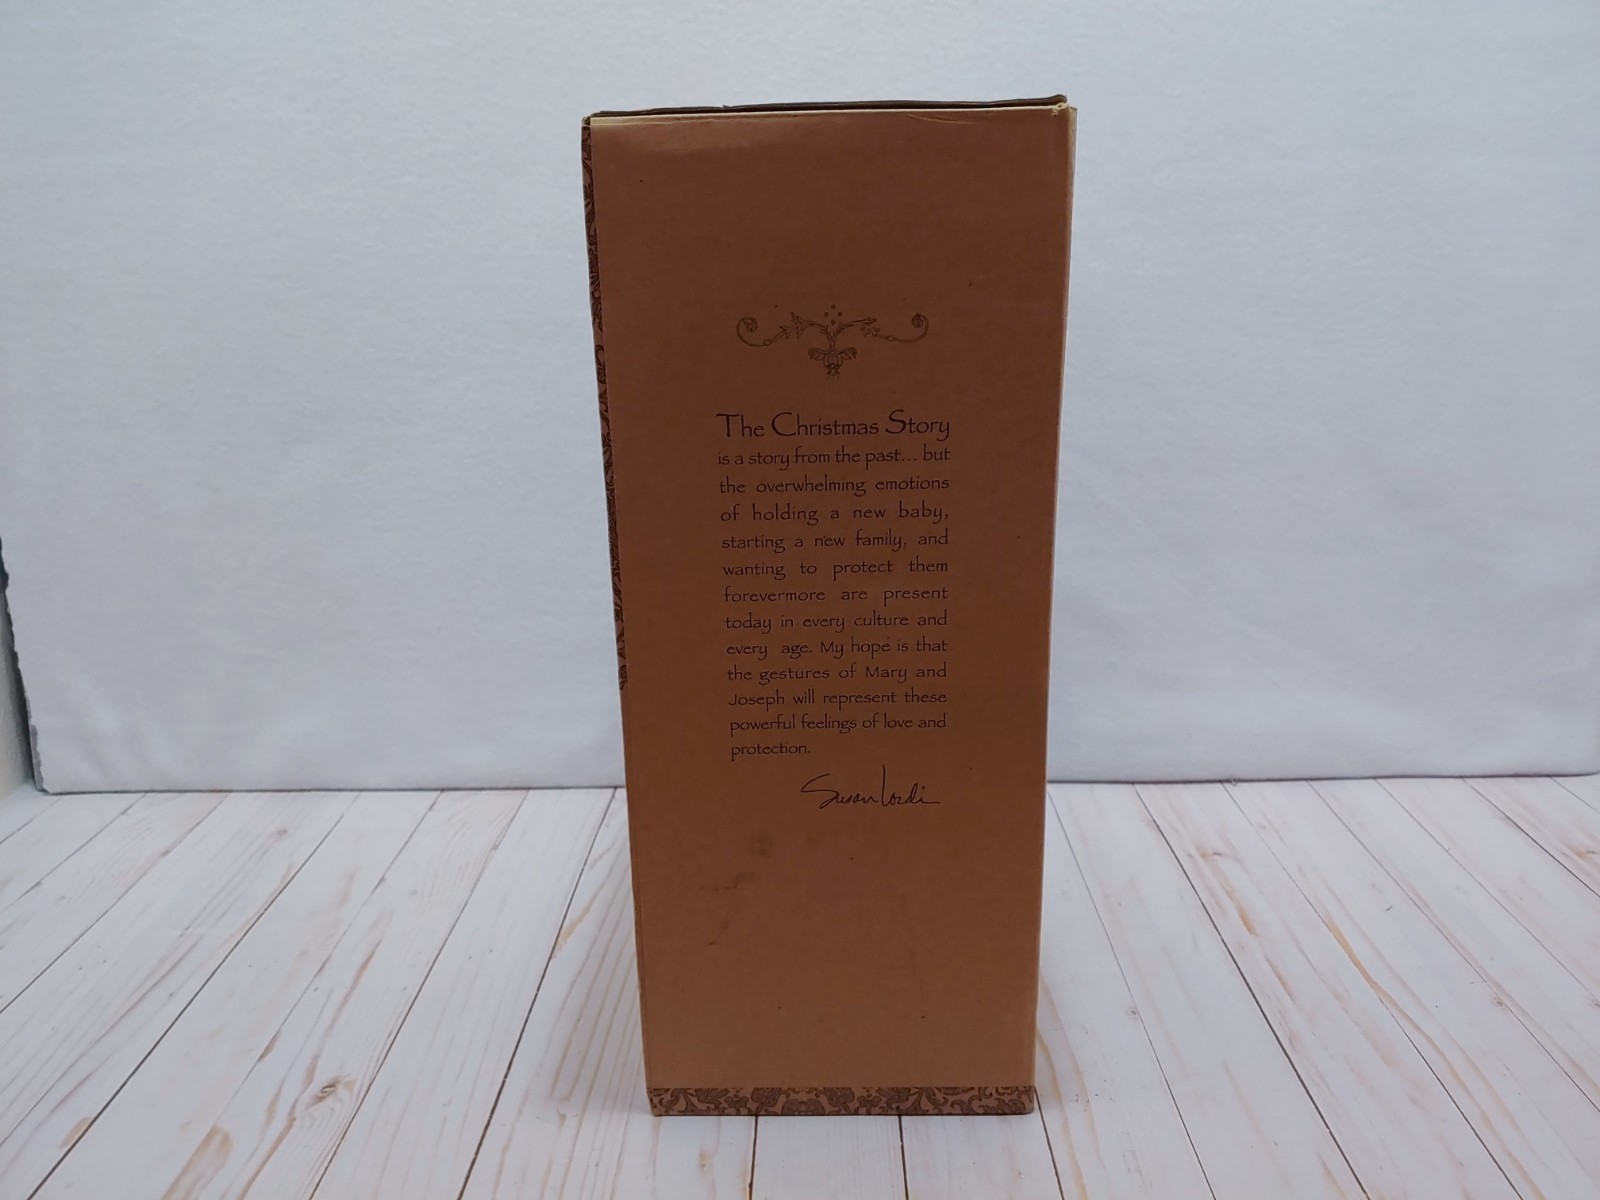 The Christmas Story
is a story from the past... but
the overwhelming emotions
of holding a new baby,
starting a new family, and
wanting to protect them
forevermore are present
today in every culture and
every age. My hope is that
the gestures of Mary and
Joseph will represent these
powerful feelings of love and
protection.
Susan Lordi